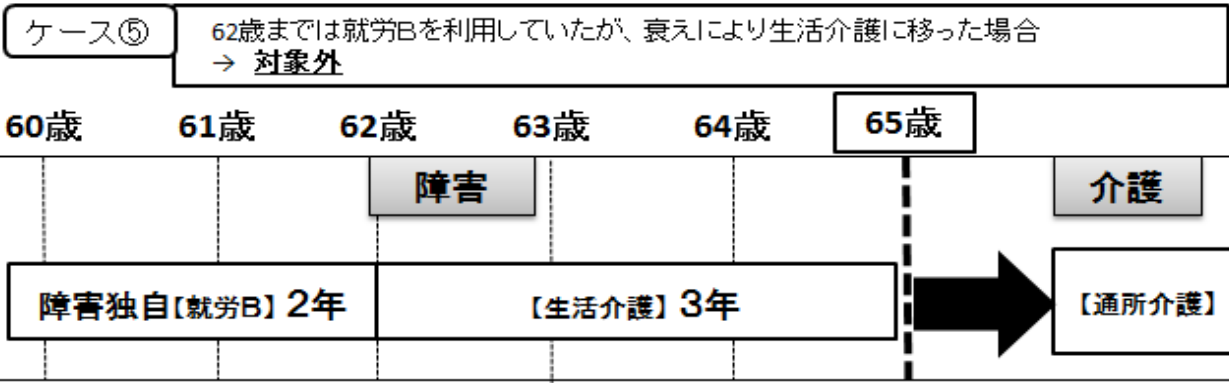 ケース⑤
62歳までは就労Bを利用していたが、衰えにより生活介護に移った場合
→ 対象外
60歳 61歳 62歳 63歳 64歳 65歳
障害 介護
障害独自【就労B】2年 【生活介護】3年 【通所介護】